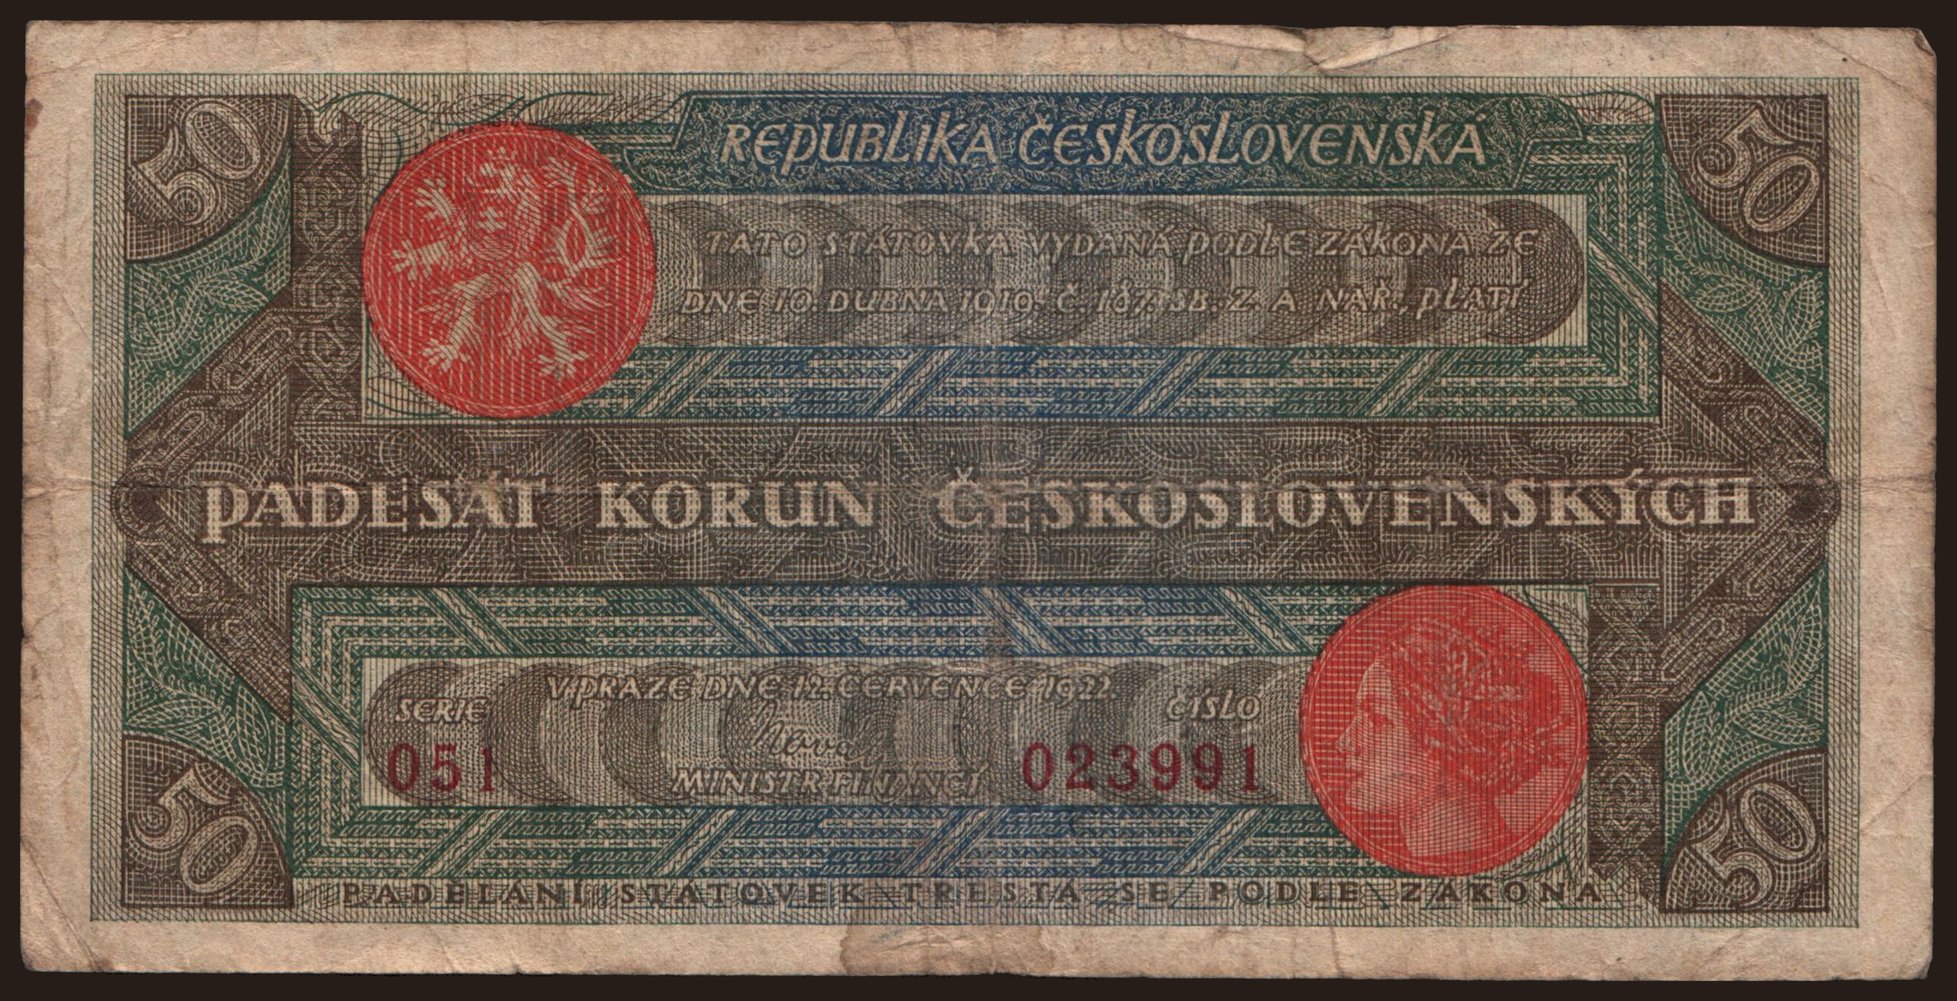 50
50
REPUBLIKA ČESKOSLOVENSKÁ
TATO STÁTOVKA VYDANÁ PODLE ZÁKONA ZE
DNE 10. DUBNA 1919. Č. 187. SB. Z. A NAŘ., PLATÍ
PADESÁT KORUN ČESKOSLOVENSKÝCH
V PRAZE DNE 12. ČERVENCE 1922
SERIE ČÍSLO
051 023991
MINISTR FINANCÍ
50
50
PADĚLÁNÍ STÁTOVEK TRESTÁ SE PODLE ZÁKONA